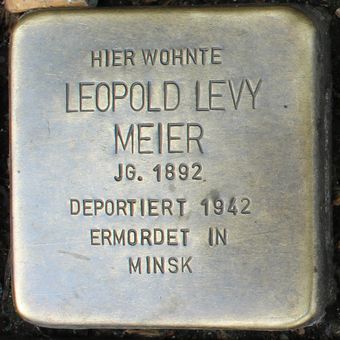 HIER WOHNTE
LEOPOLD LEVY
MEIER
JG. 1892
DEPORTIERT 1942
ERMORDET IN
MINSK